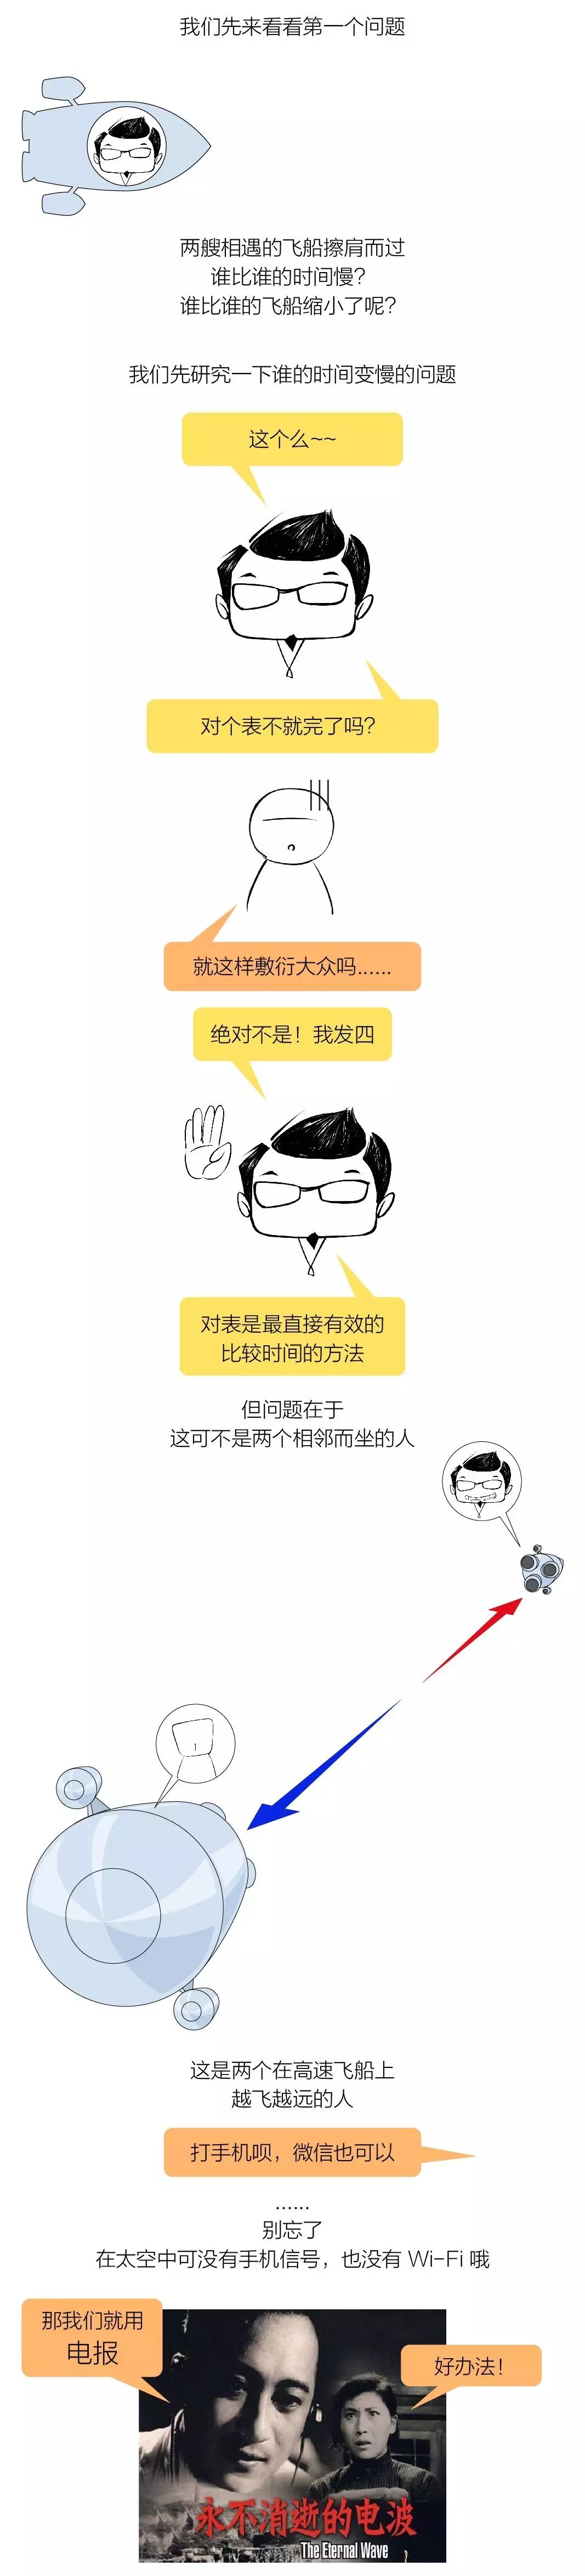 我们先来看看第一个问题
两艘相遇的飞船擦肩而过
谁比谁的时间慢？
谁比谁的飞船缩小了呢？
我们先研究一下谁的时间变慢的问题
这个么~~
对个表不就完了吗？
就这样敷衍大众吗……
绝对不是！我发四
对表是最直接有效的
比较时间的方法
但问题在于
这可不是两个相邻而坐的人
这是两个在高速飞船上
越飞越远的人
打手机呗，微信也可以
……
别忘了
在太空中可没有手机信号，也没有 Wi-Fi 哦
那我们就用
电报
好办法！
永不消逝的电波
The Eternal Wave